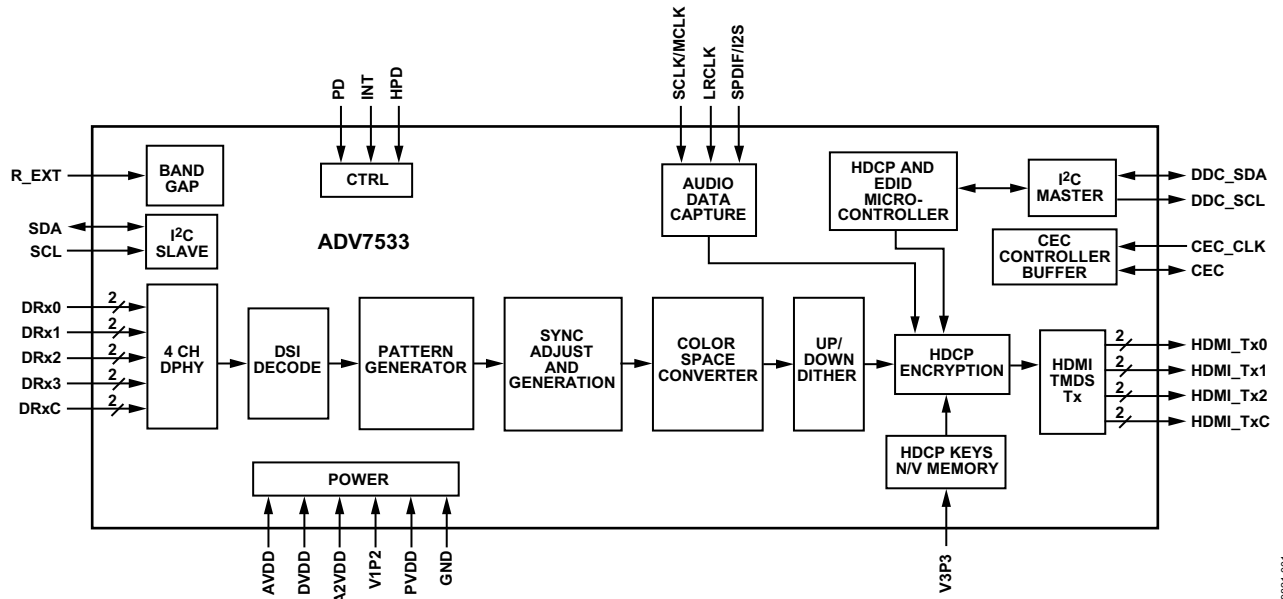 PD
INT
HPD
SCLK/MCLK
LRCLK
SPDIF/I2S
R_EXT
BAND
GAP
CTRL
AUDIO
DATA
CAPTURE
HDCP AND
EDID
MICRO-
CONTROLLER
I2C
MASTER
DDC_SDA
DDC_SCL
SDA
SCL
I2C
SLAVE
ADV7533
CEC
CONTROLLER
BUFFER
CEC_CLK
CEC
DRx0
DRx1
DRx2
DRx3
DRxC
2
2
2
2
2
4 CH
DPHY
DSI
DECODE
PATTERN
GENERATOR
SYNC
ADJUST
AND
GENERATION
COLOR
SPACE
CONVERTER
UP/
DOWN
DITHER
HDCP
ENCRYPTION
HDMI
TMDS
Tx
2
2
2
2
HDMI_Tx0
HDMI_Tx1
HDMI_Tx2
HDMI_TxC
POWER
HDCP KEYS
N/V MEMORY
AVDD
DVDD
A2VDD
V1P2
PVDD
GND
V3P3